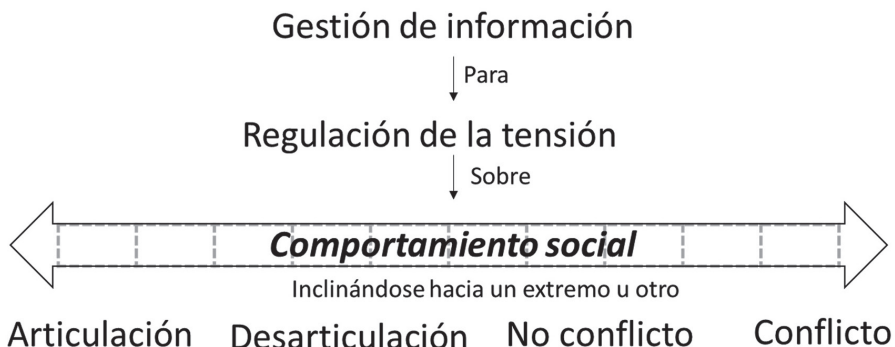 Gestión de información
Para
Regulación de la tensión
Sobre
Comportamiento social
Inclinándose hacia un extremo u otro
Articulación Desarticulación No conflicto Conflicto